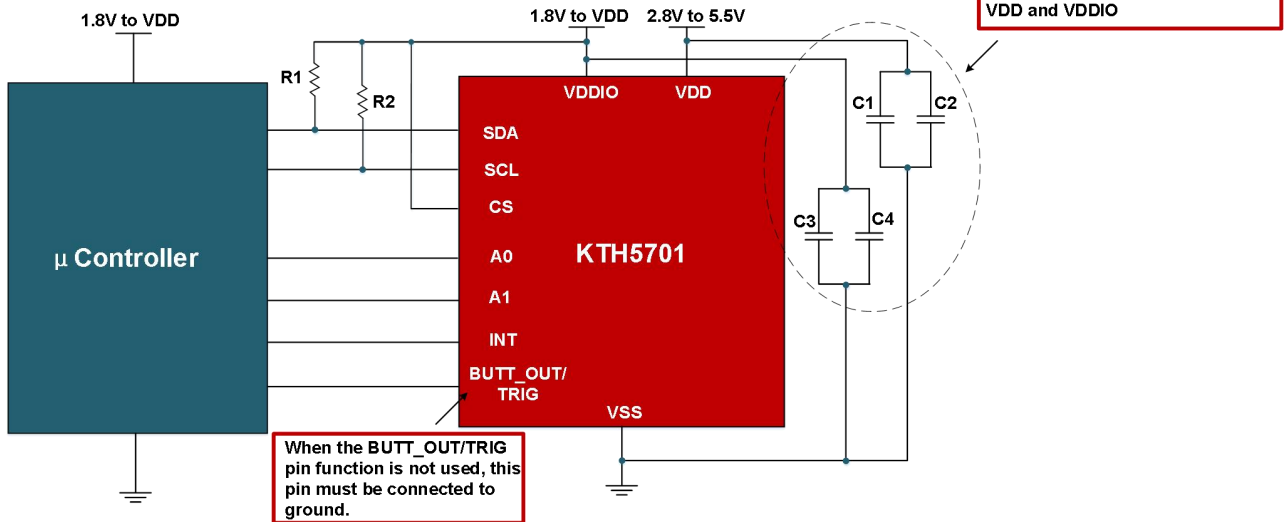 VDD and VDDIO
1.8V to VDD
1.8V to VDD
2.8V to 5.5V
R1
R2
VDDIO
VDD
C1
C2
SDA
SCL
CS
C3
C4
μ Controller
A0
KTH5701
A1
INT
BUTT_OUT/
TRIG
VSS
When the BUTT_OUT/TRIG
pin function is not used, this
pin must be connected to
ground.